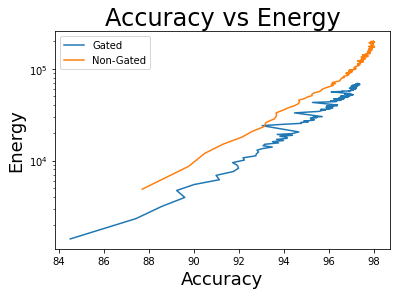 Accuracy vs Energy
Gated
Non-Gated
Energy
10^5
10^4
84 86 88 90 92 94 96 98
Accuracy